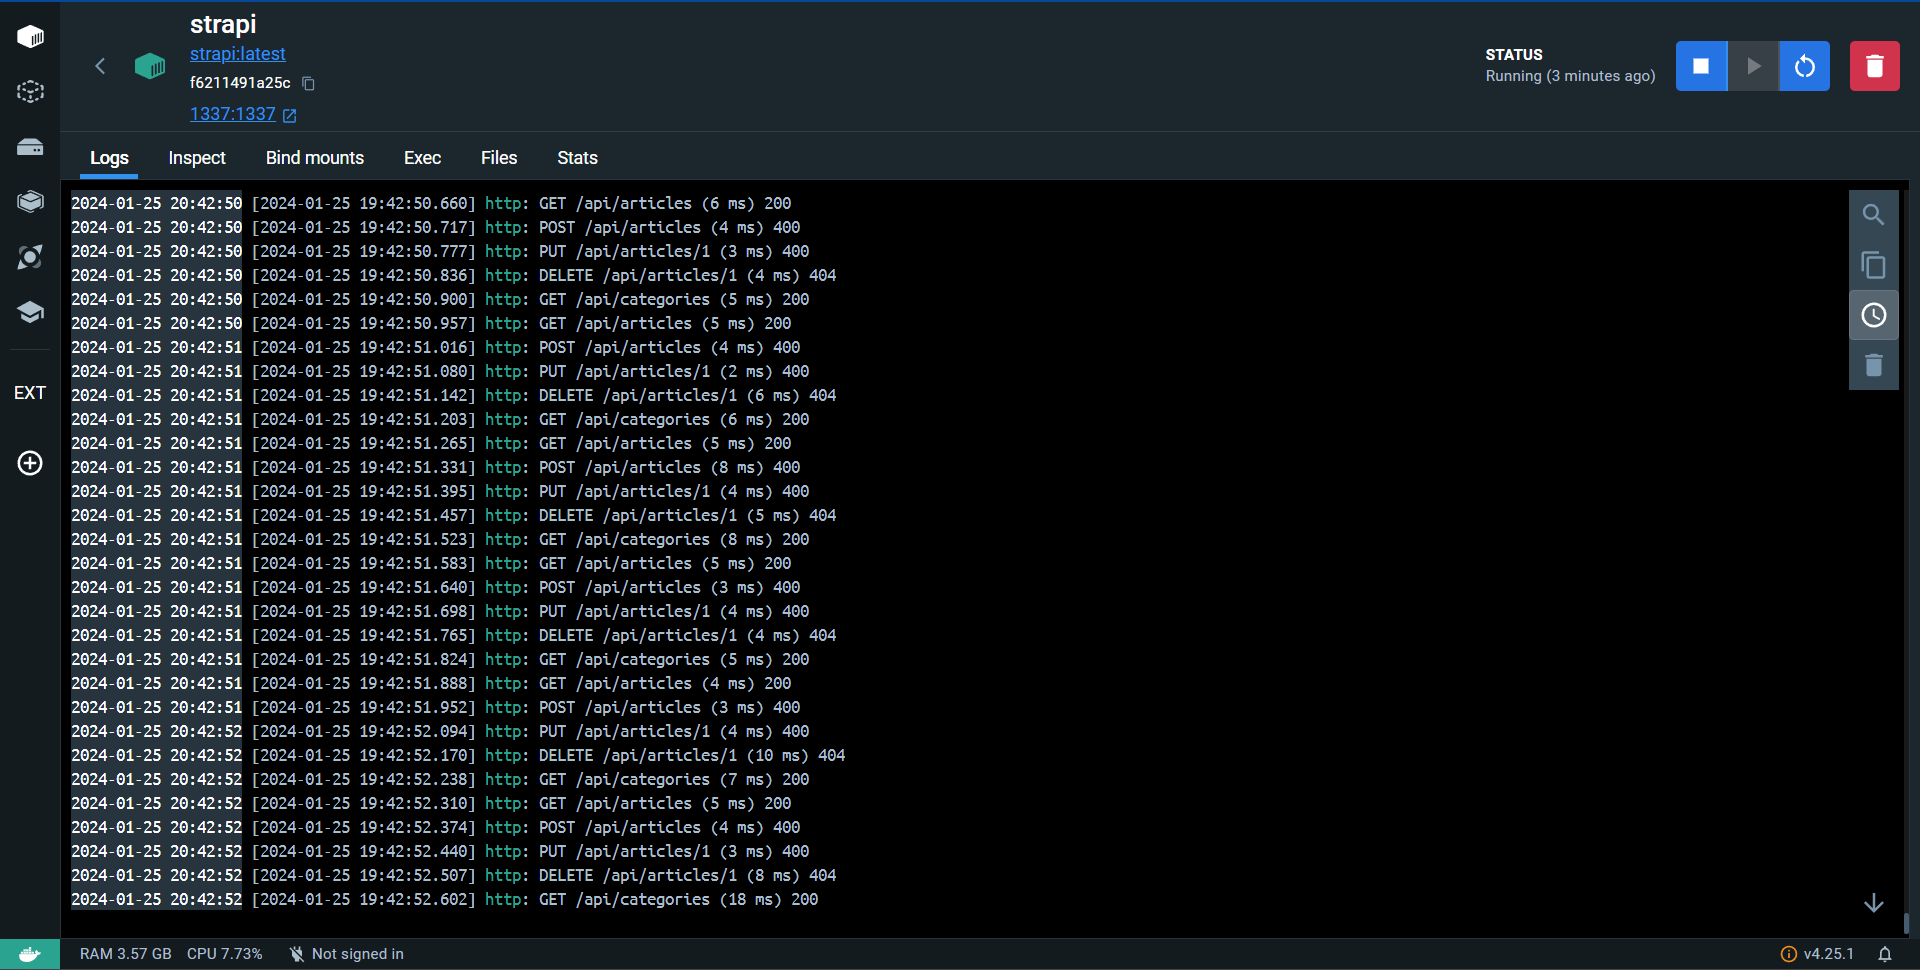 strapi
strapi:latest
f6211491a25c
1337:1337
STATUS
Running (3 minutes ago)
Logs Inspect Bind mounts Exec Files Stats
EXT
2024-01-25 20:42:50 [2024-01-25 19:42:50.660] http: GET /api/articles (6 ms) 200
2024-01-25 20:42:50 [2024-01-25 19:42:50.717] http: POST /api/articles (4 ms) 400
2024-01-25 20:42:50 [2024-01-25 19:42:50.777] http: PUT /api/articles/1 (3 ms) 400
2024-01-25 20:42:50 [2024-01-25 19:42:50.836] http: DELETE /api/articles/1 (4 ms) 404
2024-01-25 20:42:50 [2024-01-25 19:42:50.900] http: GET /api/categories (5 ms) 200
2024-01-25 20:42:50 [2024-01-25 19:42:50.957] http: GET /api/articles (5 ms) 200
2024-01-25 20:42:51 [2024-01-25 19:42:51.016] http: POST /api/articles (4 ms) 400
2024-01-25 20:42:51 [2024-01-25 19:42:51.080] http: PUT /api/articles/1 (2 ms) 400
2024-01-25 20:42:51 [2024-01-25 19:42:51.142] http: DELETE /api/articles/1 (6 ms) 404
2024-01-25 20:42:51 [2024-01-25 19:42:51.203] http: GET /api/categories (6 ms) 200
2024-01-25 20:42:51 [2024-01-25 19:42:51.265] http: GET /api/articles (5 ms) 200
2024-01-25 20:42:51 [2024-01-25 19:42:51.331] http: POST /api/articles (8 ms) 400
2024-01-25 20:42:51 [2024-01-25 19:42:51.395] http: PUT /api/articles/1 (4 ms) 400
2024-01-25 20:42:51 [2024-01-25 19:42:51.457] http: DELETE /api/articles/1 (5 ms) 404
2024-01-25 20:42:51 [2024-01-25 19:42:51.523] http: GET /api/categories (8 ms) 200
2024-01-25 20:42:51 [2024-01-25 19:42:51.583] http: GET /api/articles (5 ms) 200
2024-01-25 20:42:51 [2024-01-25 19:42:51.640] http: POST /api/articles (3 ms) 400
2024-01-25 20:42:51 [2024-01-25 19:42:51.698] http: PUT /api/articles/1 (4 ms) 400
2024-01-25 20:42:51 [2024-01-25 19:42:51.765] http: DELETE /api/articles/1 (4 ms) 404
2024-01-25 20:42:51 [2024-01-25 19:42:51.824] http: GET /api/categories (5 ms) 200
2024-01-25 20:42:51 [2024-01-25 19:42:51.888] http: GET /api/articles (4 ms) 200
2024-01-25 20:42:51 [2024-01-25 19:42:51.952] http: POST /api/articles (3 ms) 400
2024-01-25 20:42:52 [2024-01-25 19:42:52.094] http: PUT /api/articles/1 (4 ms) 400
2024-01-25 20:42:52 [2024-01-25 19:42:52.170] http: DELETE /api/articles/1 (10 ms) 404
2024-01-25 20:42:52 [2024-01-25 19:42:52.238] http: GET /api/categories (7 ms) 200
2024-01-25 20:42:52 [2024-01-25 19:42:52.310] http: GET /api/articles (5 ms) 200
2024-01-25 20:42:52 [2024-01-25 19:42:52.374] http: POST /api/articles (4 ms) 400
2024-01-25 20:42:52 [2024-01-25 19:42:52.440] http: PUT /api/articles/1 (3 ms) 400
2024-01-25 20:42:52 [2024-01-25 19:42:52.507] http: DELETE /api/articles/1 (8 ms) 404
2024-01-25 20:42:52 [2024-01-25 19:42:52.602] http: GET /api/categories (18 ms) 200
RAM 3.57 GB CPU 7.73% Not signed in v4.25.1